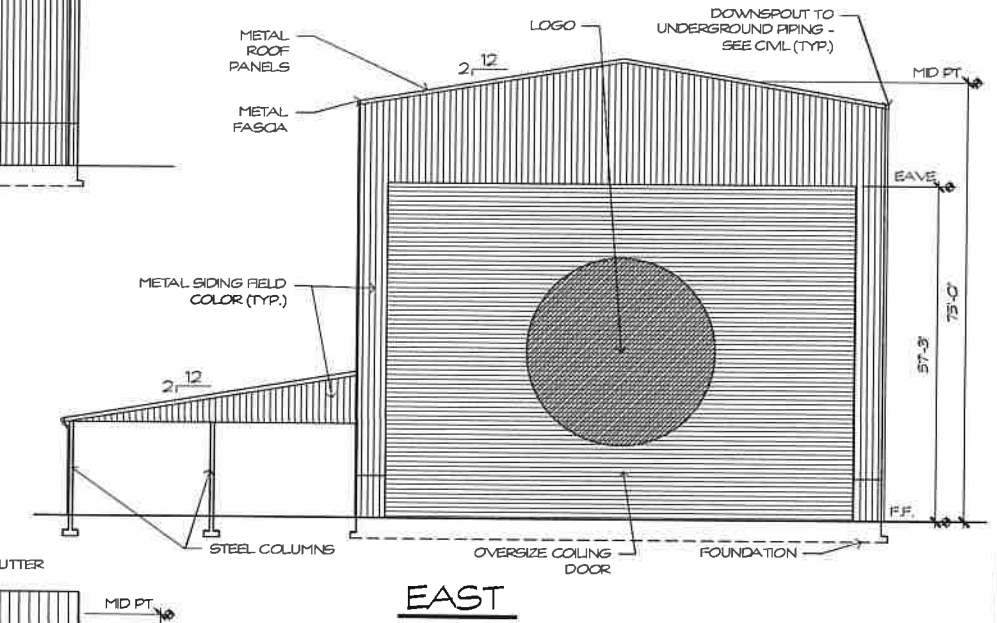 METAL
ROOF
PANELS
2 12
LOGO
DOWNSPOUT TO
UNDERGROUND PIPING -
SEE CIVIL (TYP.)
MID PT.
METAL
FASCIA
EAVE
METAL SIDING FIELD
COLOR (TYP.)
57'-3"
75'-0"
2 12
F.F.
STEEL COLUMNS
OVERSIZE COILING
DOOR
FOUNDATION
UTTER
MID PT.
EAST